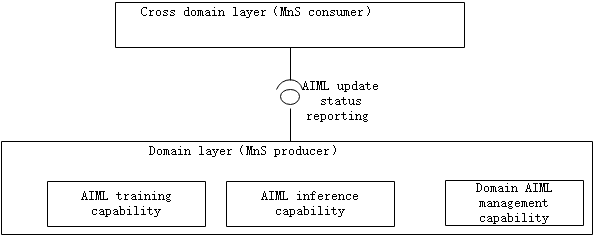 Cross domain layer (MnS consumer)
AIML update
status
reporting
Domain layer (MnS producer)
AIML training
capability
AIML inference
capability
Domain AIML
management
capability